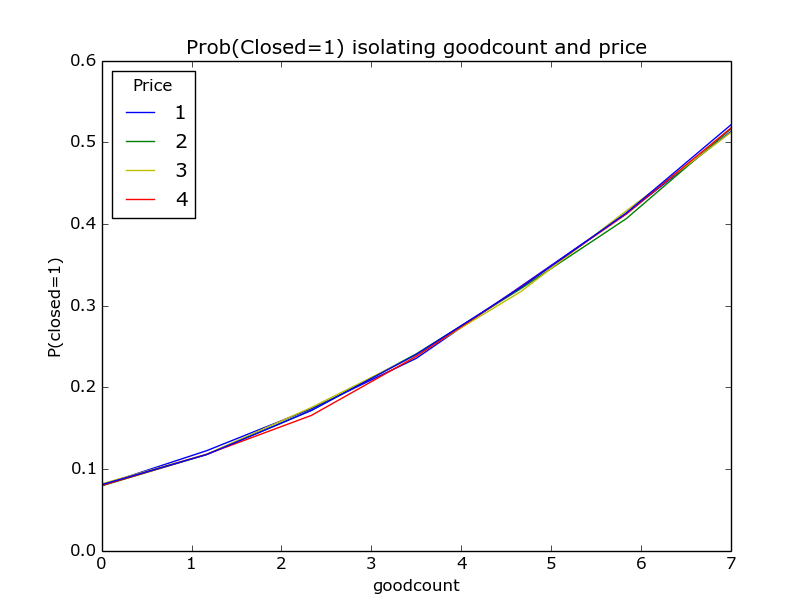 Prob(Closed=1) isolating goodcount and price
Price
1
2
3
4
0.6
0.5
0.4
0.3
0.2
0.1
0.0
P(closed=1)
0 1 2 3 4 5 6 7
goodcount